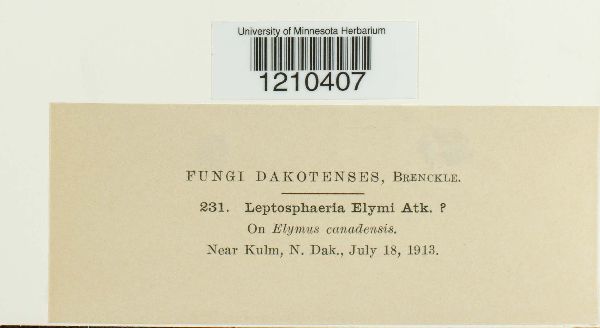 University of Minnesota Herbarium
1210407
FUNGI DAKOTENSES, BRENCKLE.
231. Leptosphaeria Elymi Atk. ?
On Elymus canadensis.
Near Kulm, N. Dak., July 18, 1913.